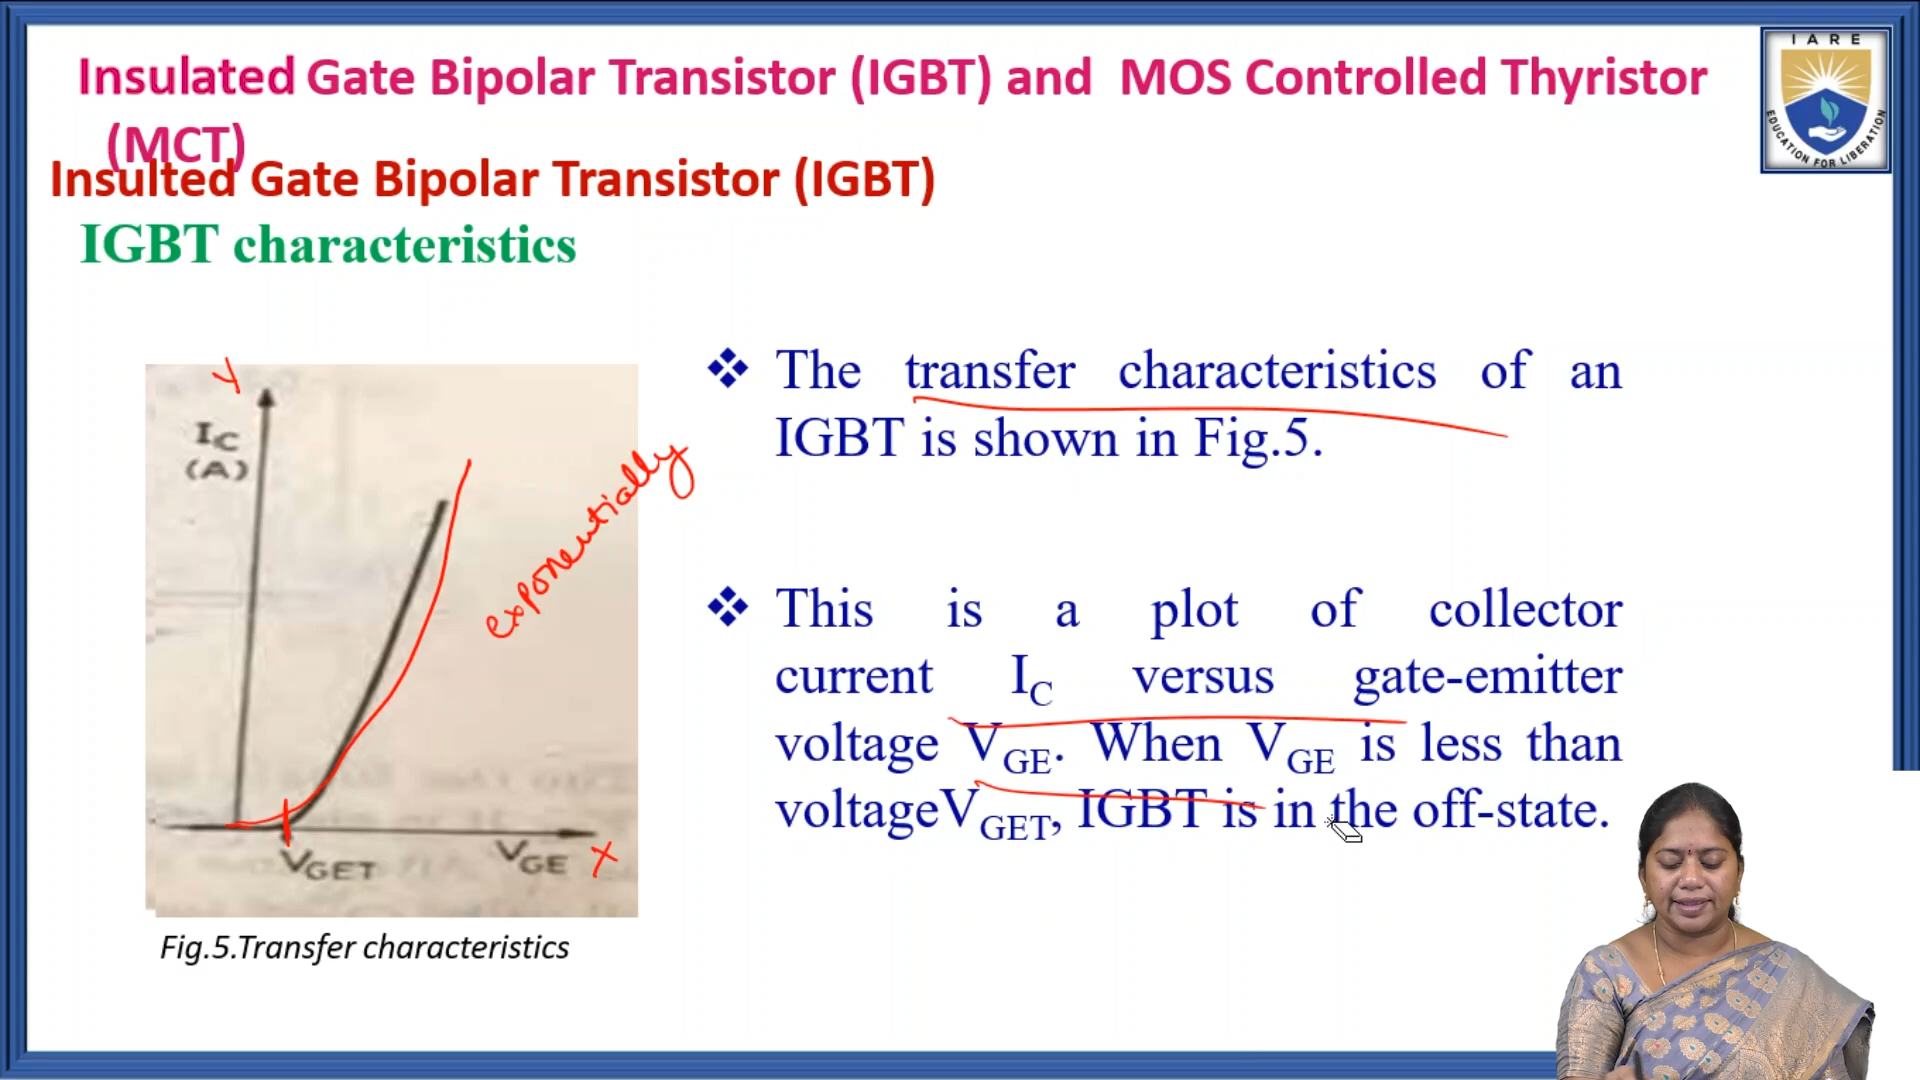 Insulated Gate Bipolar Transistor (IGBT) and MOS Controlled Thyristor
(MCT)
Insulted Gate Bipolar Transistor (IGBT)
IGBT characteristics
IARE
EDUCATION FOR LIBERATION
Y
IC
(A)
exponentially
VGET
VGE X
Fig.5.Transfer characteristics
❖ The transfer characteristics of an
IGBT is shown in Fig.5.
❖ This is a plot of collector
current IC versus gate-emitter
voltage VGE. When VGE is less than
voltageVGET, IGBT is in the off-state.